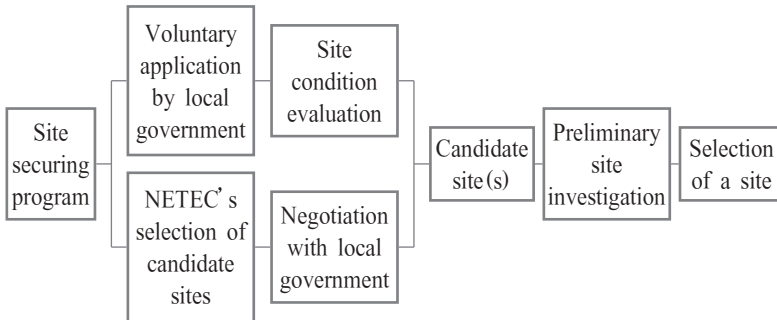 Site
securing
program
Voluntary
application
by local
government
Site
condition
evaluation
NETEC's
selection of
candidate
sites
Negotiation
with local
government
Candidate
site(s)
Preliminary
site
investigation
Selection
of a site